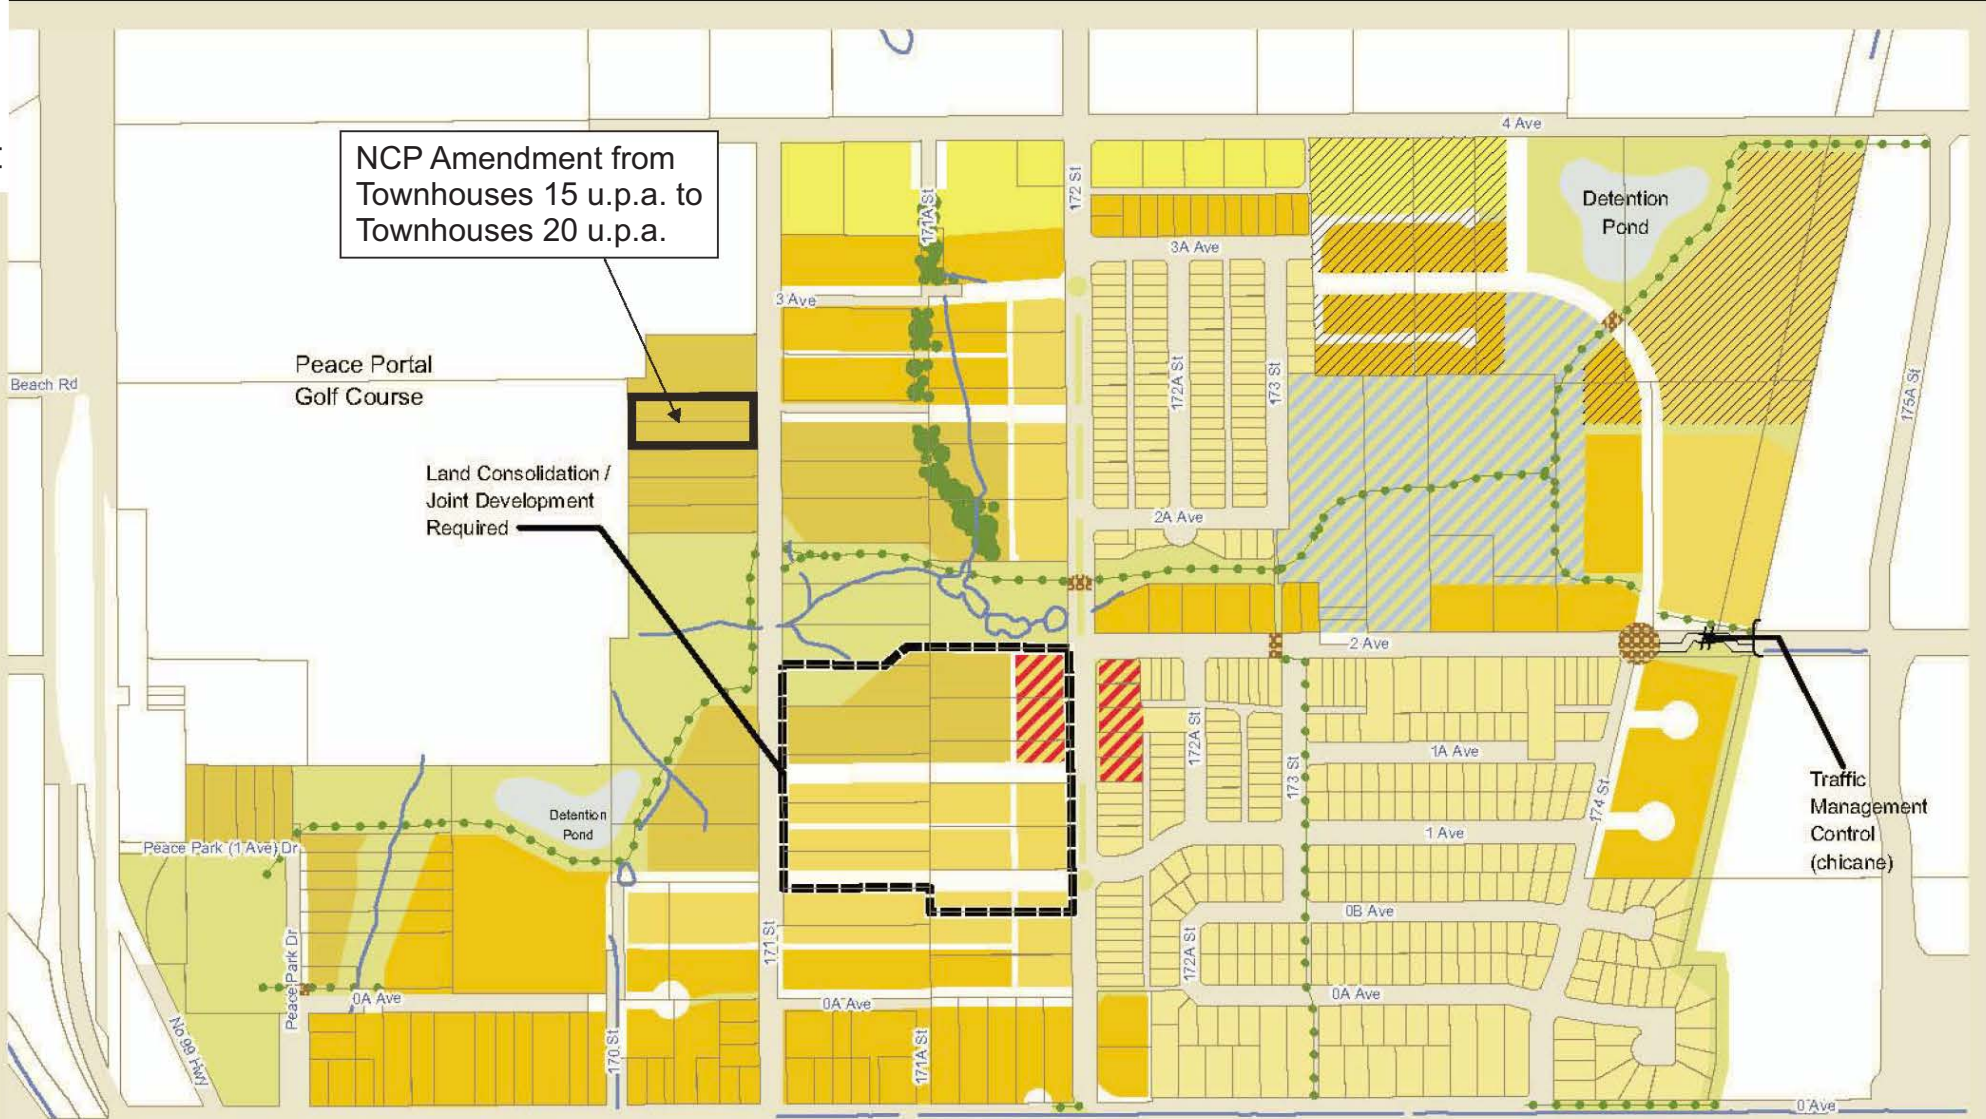 4 Ave
NCP Amendment from
Townhouses 15 u.p.a. to
Townhouses 20 u.p.a.
171A St
172 St
Detention
Pond
3A Ave
3 Ave
Peace Portal
Golf Course
Beach Rd
172A St
173 St
175A St
Land Consolidation /
Joint Development
Required
2A Ave
2 Ave
172A St
1A Ave
173 St
174 St
Traffic
Management
Control
(chicane)
Detention
Pond
1 Ave
Peace Park (1 Ave) Dr
0B Ave
171 St
172A St
Peace Park Dr
0A Ave
0A Ave
0A Ave
No 99 Hwy
170 St
171A St
0 Ave